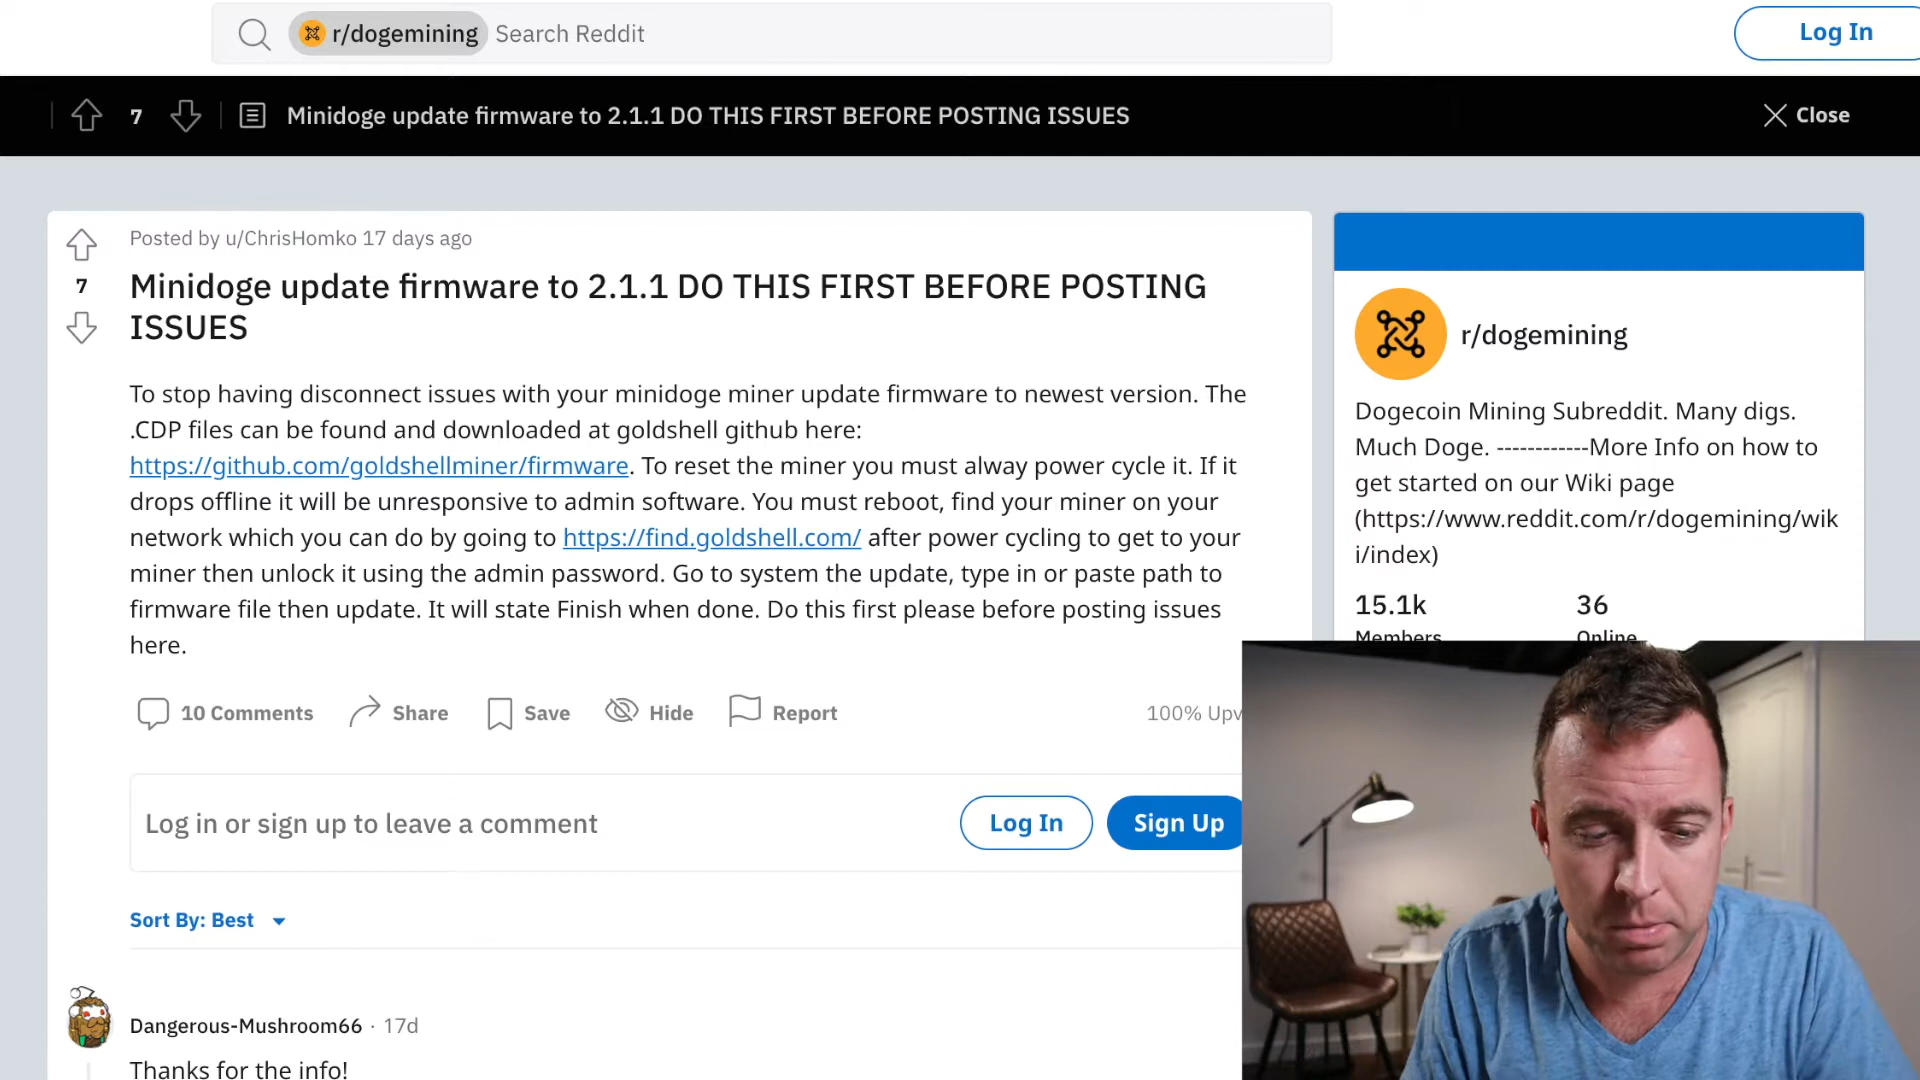 r/dogemining Search Reddit
Log In
7
Minidoge update firmware to 2.1.1 DO THIS FIRST BEFORE POSTING ISSUES
Close
Posted by u/ChrisHomko 17 days ago
7
Minidoge update firmware to 2.1.1 DO THIS FIRST BEFORE POSTING
ISSUES
To stop having disconnect issues with your minidoge miner update firmware to newest version. The
.CDP files can be found and downloaded at goldshell github here:
https://github.com/goldshellminer/firmware. To reset the miner you must alway power cycle it. If it
drops offline it will be unresponsive to admin software. You must reboot, find your miner on your
network which you can do by going to https://find.goldshell.com/ after power cycling to get to your
miner then unlock it using the admin password. Go to system the update, type in or paste path to
firmware file then update. It will state Finish when done. Do this first please before posting issues
here.
10 Comments
Share
Save
Hide
Report
100% Upv
Log in or sign up to leave a comment
Log In
Sign Up
Sort By: Best
Dangerous-Mushroom66 · 17d
Thanks for the info!
r/dogemining
Dogecoin Mining Subreddit. Many digs.
Much Doge. ------------More Info on how to
get started on our Wiki page
(https://www.reddit.com/r/dogemining/wik
i/index)
15.1k
36
Members
Online